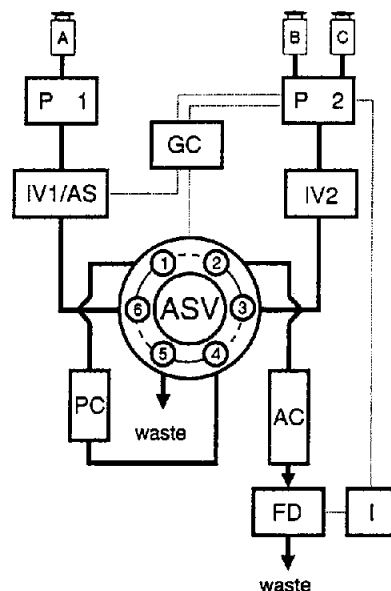 A
B
C
P 1
P 2
GC
IV1/AS
IV2
1
2
6
ASV
3
5
4
PC
waste
AC
FD
I
waste